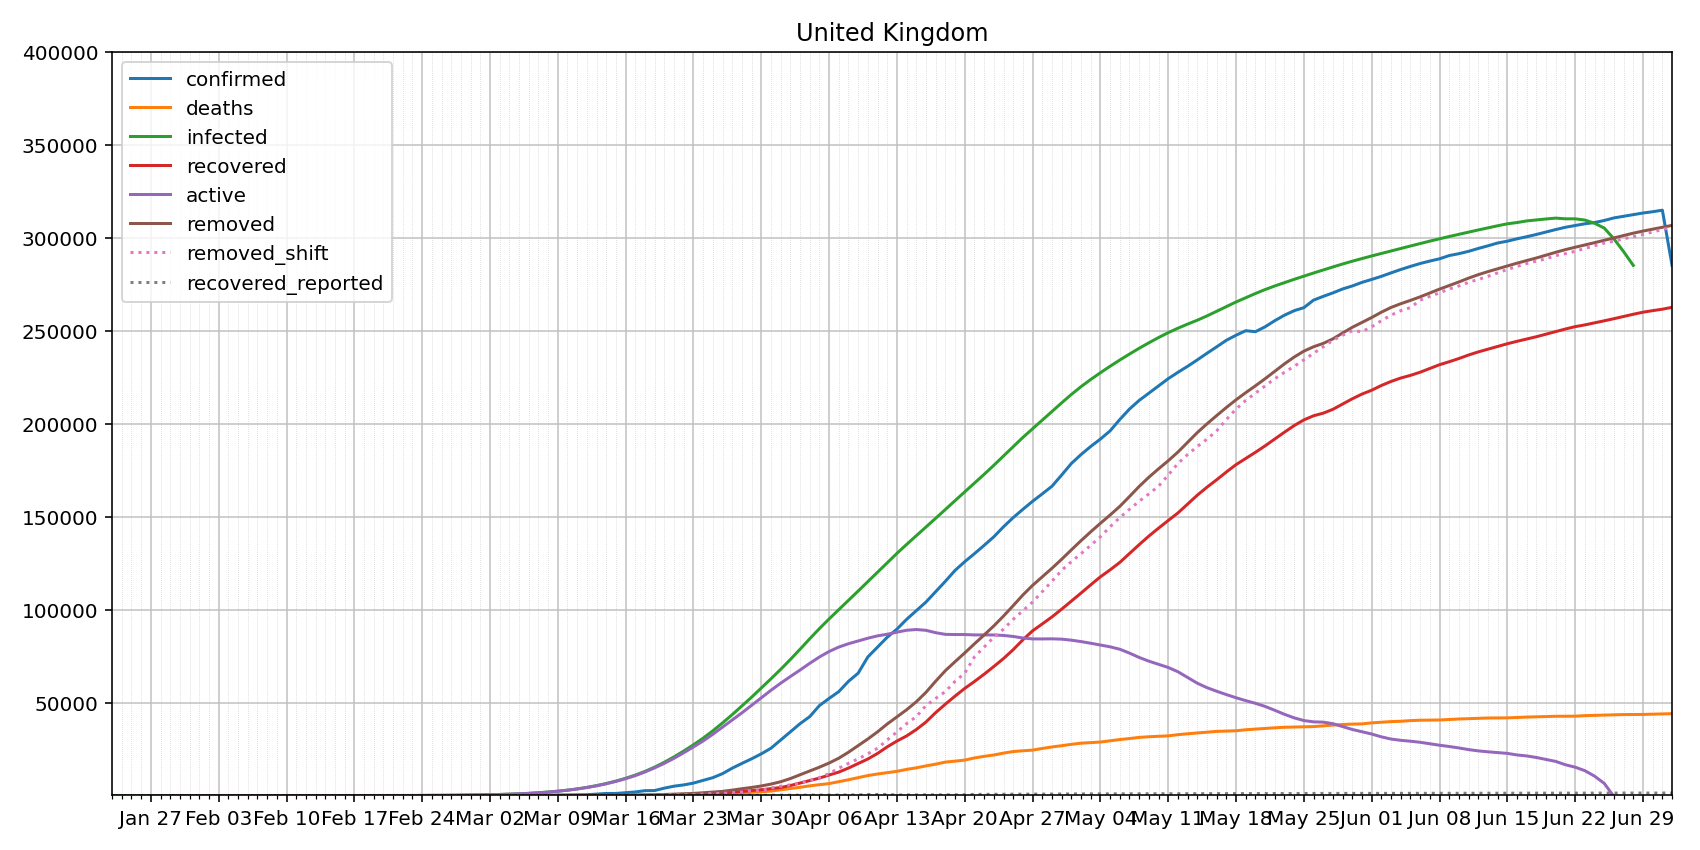 United Kingdom
400000
350000
300000
250000
200000
150000
100000
50000
confirmed
deaths
infected
recovered
active
removed
removed_shift
recovered_reported
Jan 27 Feb 03 Feb 10 Feb 17 Feb 24 Mar 02 Mar 09 Mar 16 Mar 23 Mar 30 Apr 06 Apr 13 Apr 20 Apr 27 May 04 May 11 May 18 May 25 Jun 01 Jun 08 Jun 15 Jun 22 Jun 29